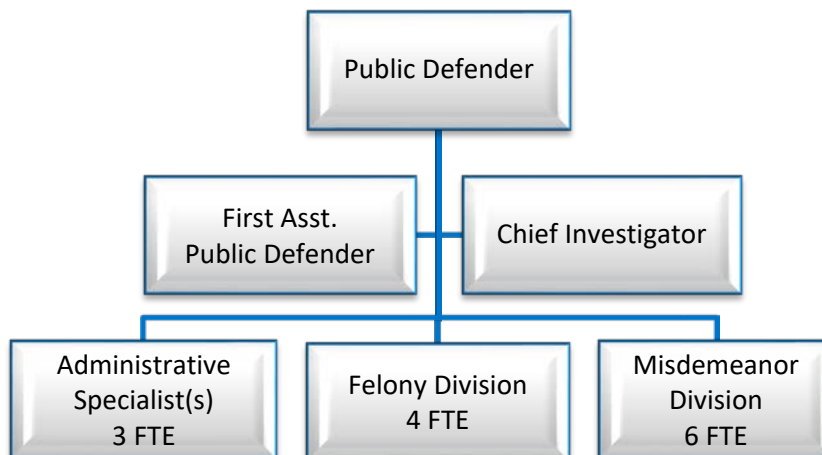 Public Defender
First Asst.
Public Defender
Chief Investigator
Administrative
Specialist(s)
3 FTE
Felony Division
4 FTE
Misdemeanor
Division
6 FTE